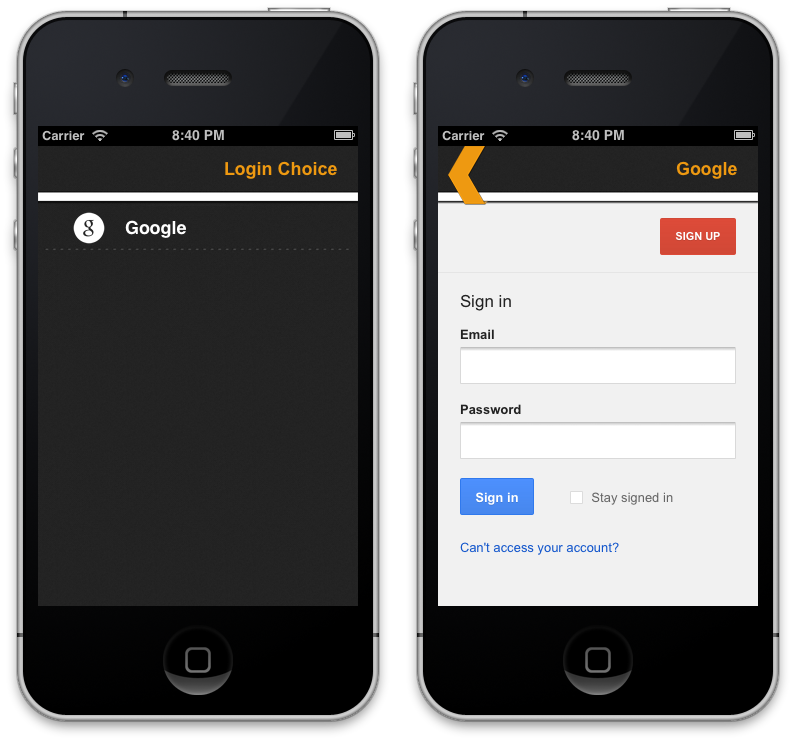 Carrier 8:40 PM
Login Choice
g Google
Carrier 8:40 PM
Google
SIGN UP
Sign in
Email
Password
Sign in Stay signed in
Can't access your account?